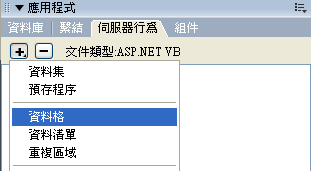 應用程式
資料庫 繫結 伺服器行爲 組件
文件類型:ASP.NET VB
資料集
預存程序
資料格
資料清單
重複區域